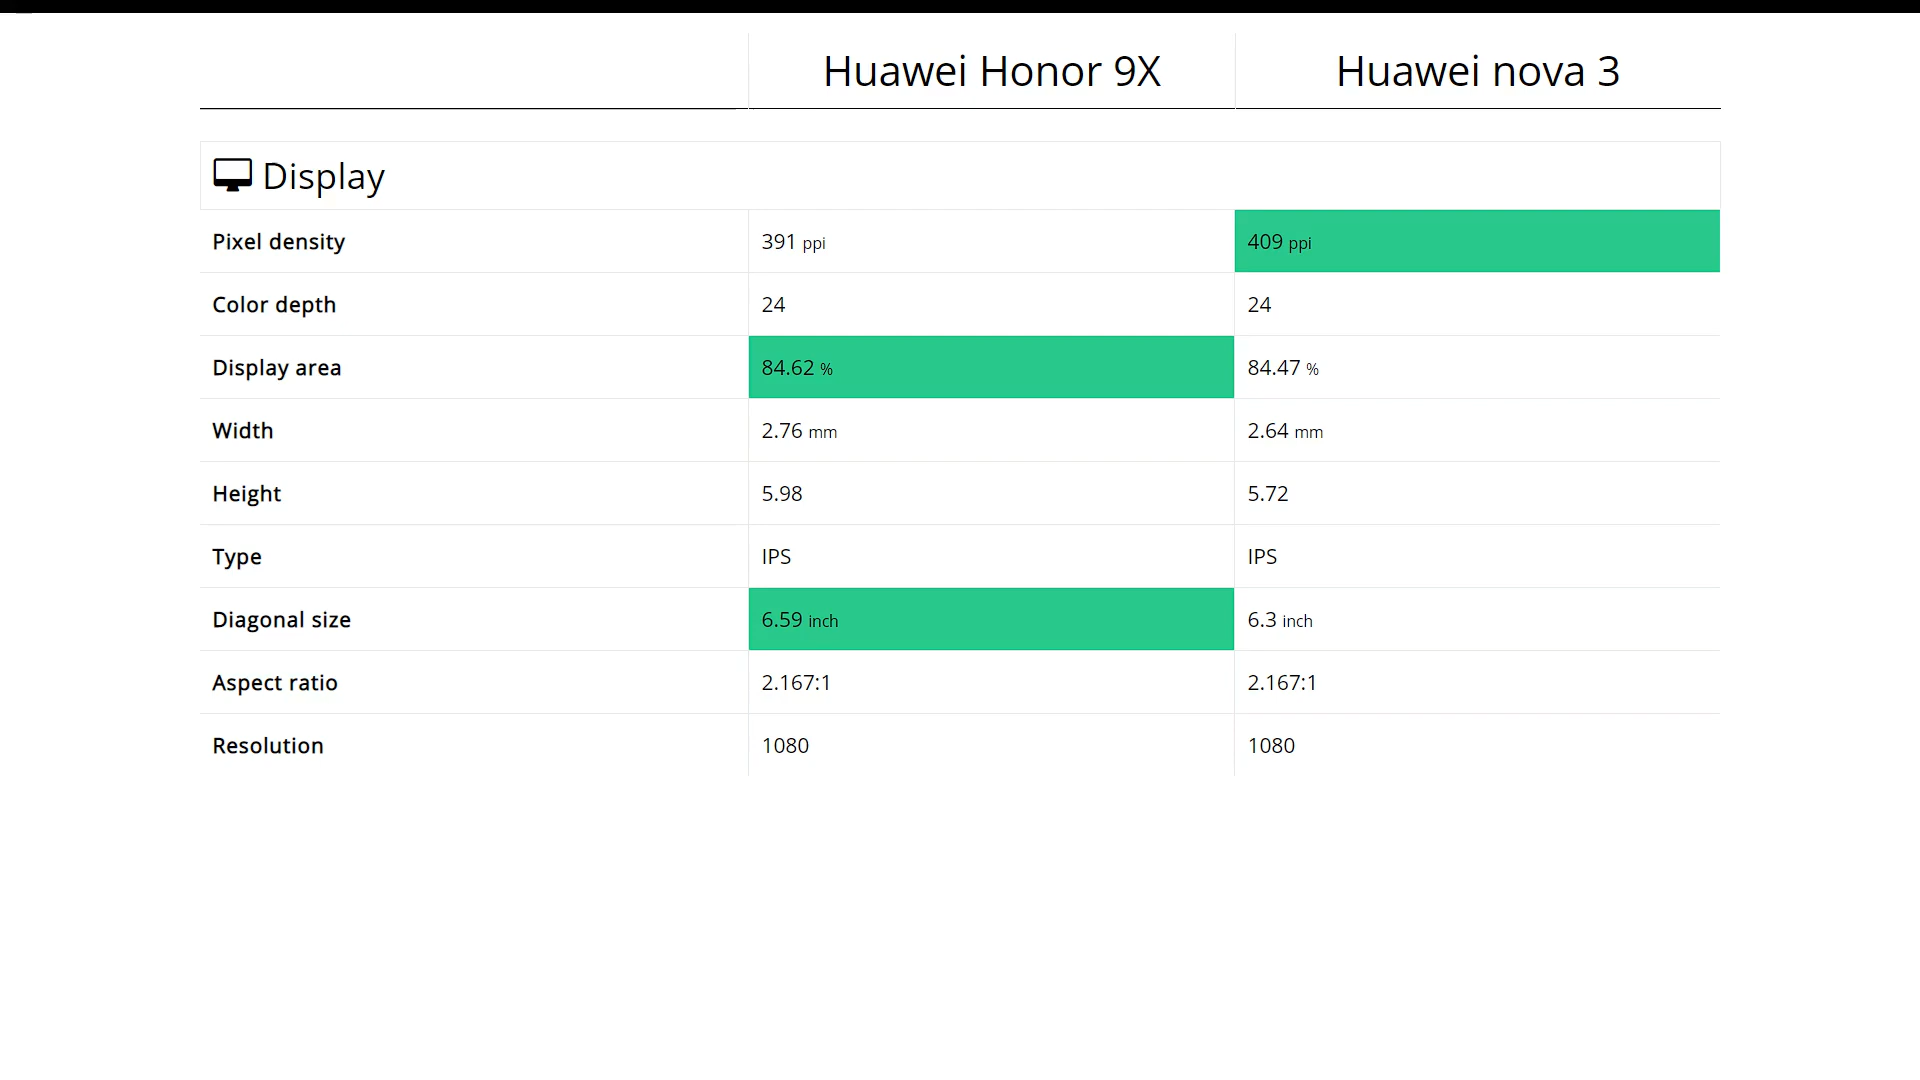 Huawei Honor 9X Huawei nova 3
Display
Pixel density 391 ppi 409 ppi
Color depth 24 24
Display area 84.62 % 84.47 %
Width 2.76 mm 2.64 mm
Height 5.98 5.72
Type IPS IPS
Diagonal size 6.59 inch 6.3 inch
Aspect ratio 2.167:1 2.167:1
Resolution 1080 1080